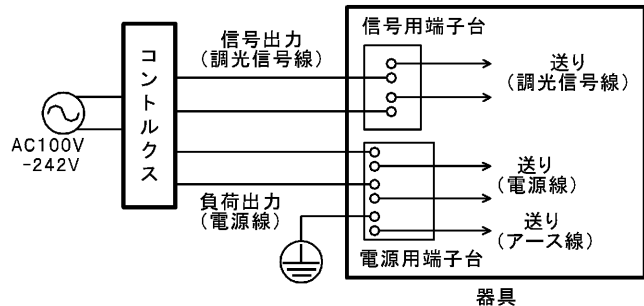 信号用端子台
信号出力
（調光信号線）
送り
（調光信号線）
コントルクス
AC100V
-242V
送り
（電源線）
負荷出力
（電源線）
送り
（アース線）
電源用端子台
器具